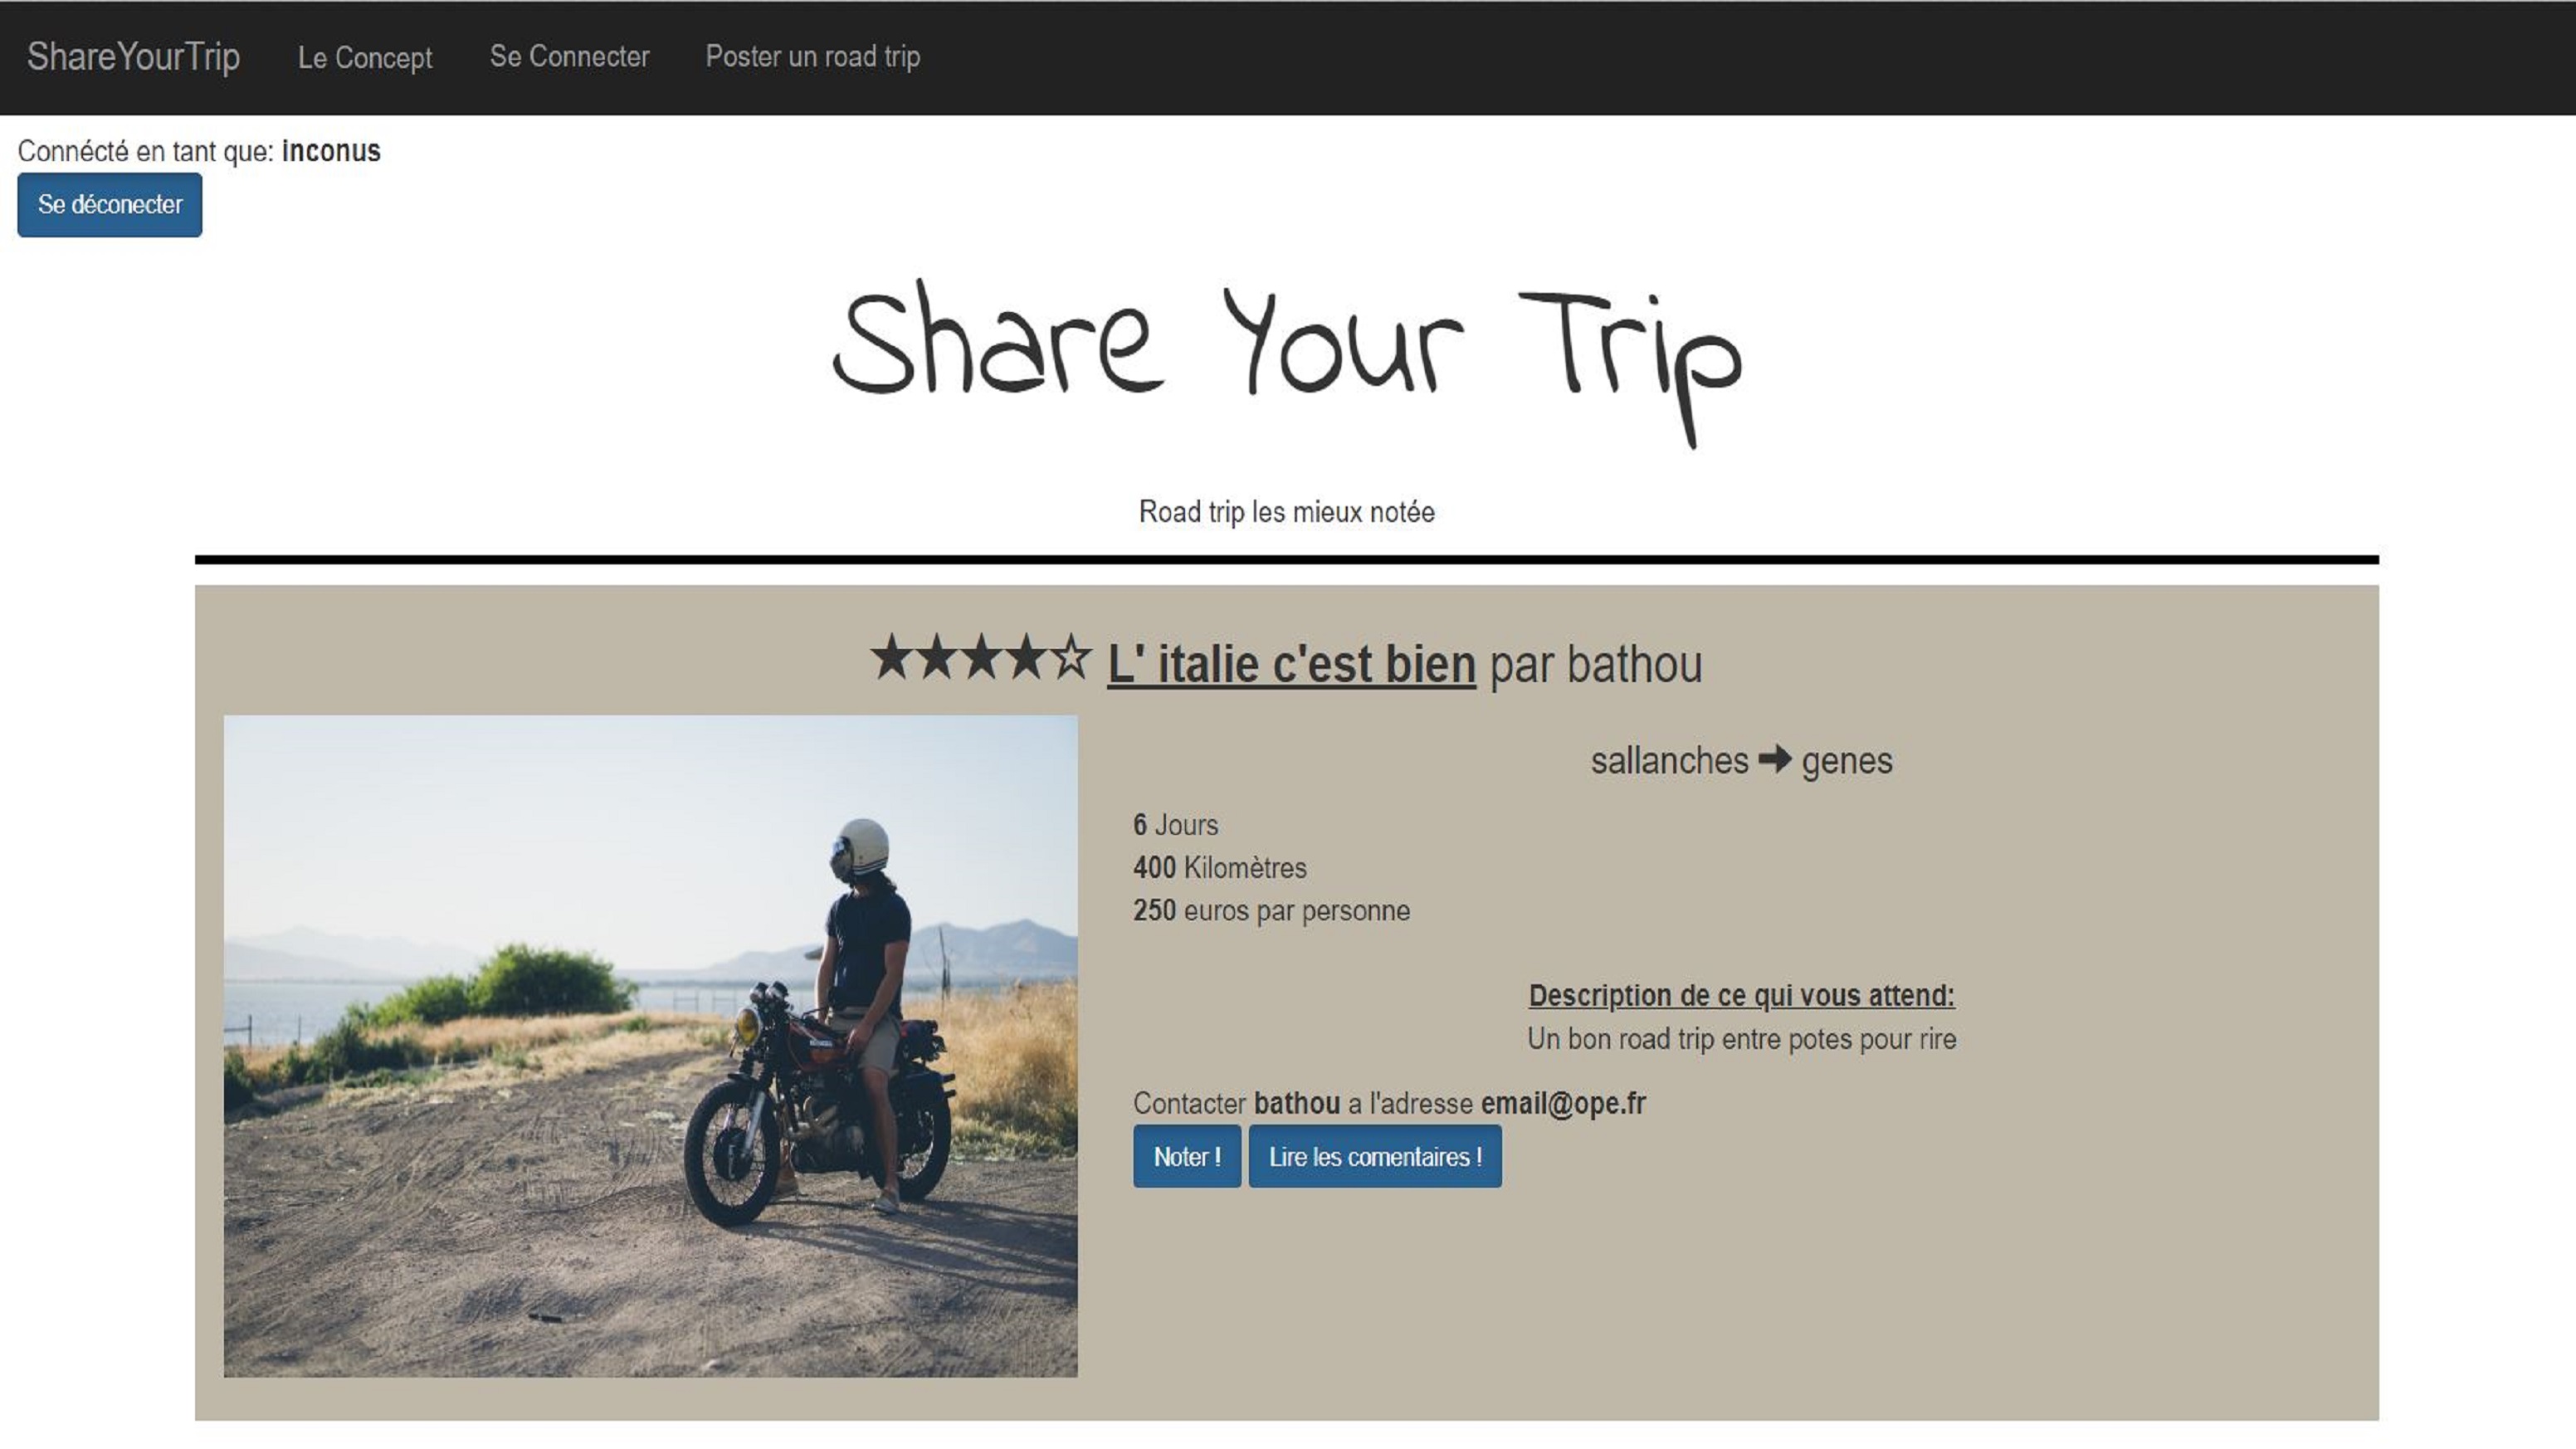 ShareYourTrip Le Concept Se Connecter Poster un road trip
Connécté en tant que: inconus
Se déconecter
Share Your Trip
Road trip les mieux notée
★★★★☆ L' italie c'est bien par bathou
sallanches ➔ genes
6 Jours
400 Kilomètres
250 euros par personne
Description de ce qui vous attend:
Un bon road trip entre potes pour rire
Contacter bathou a l'adresse email@ope.fr
Noter ! Lire les comentaires !